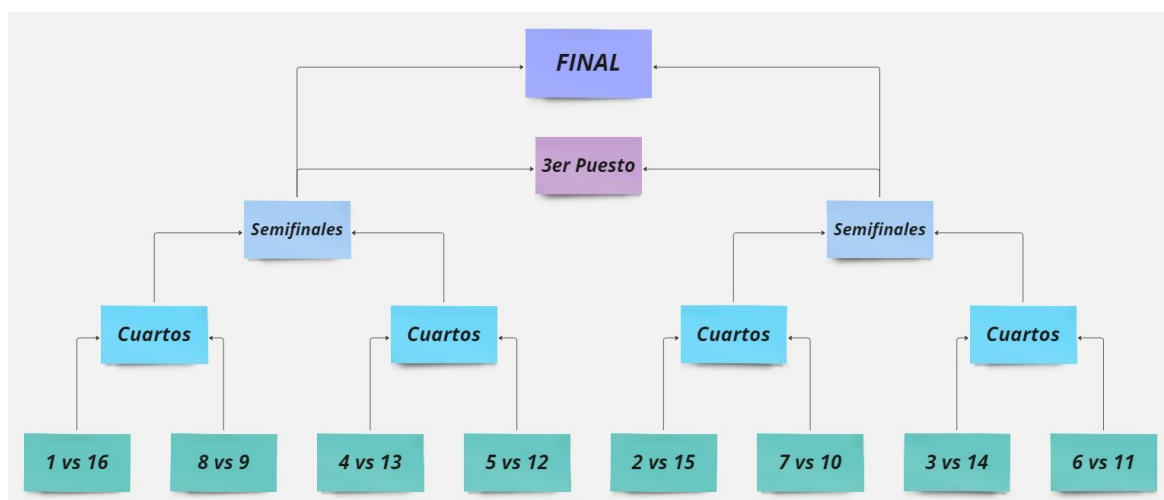 FINAL
3er Puesto
Semifinales
Semifinales
Cuartos
Cuartos
Cuartos
Cuartos
1 vs 16
8 vs 9
4 vs 13
5 vs 12
2 vs 15
7 vs 10
3 vs 14
6 vs 11